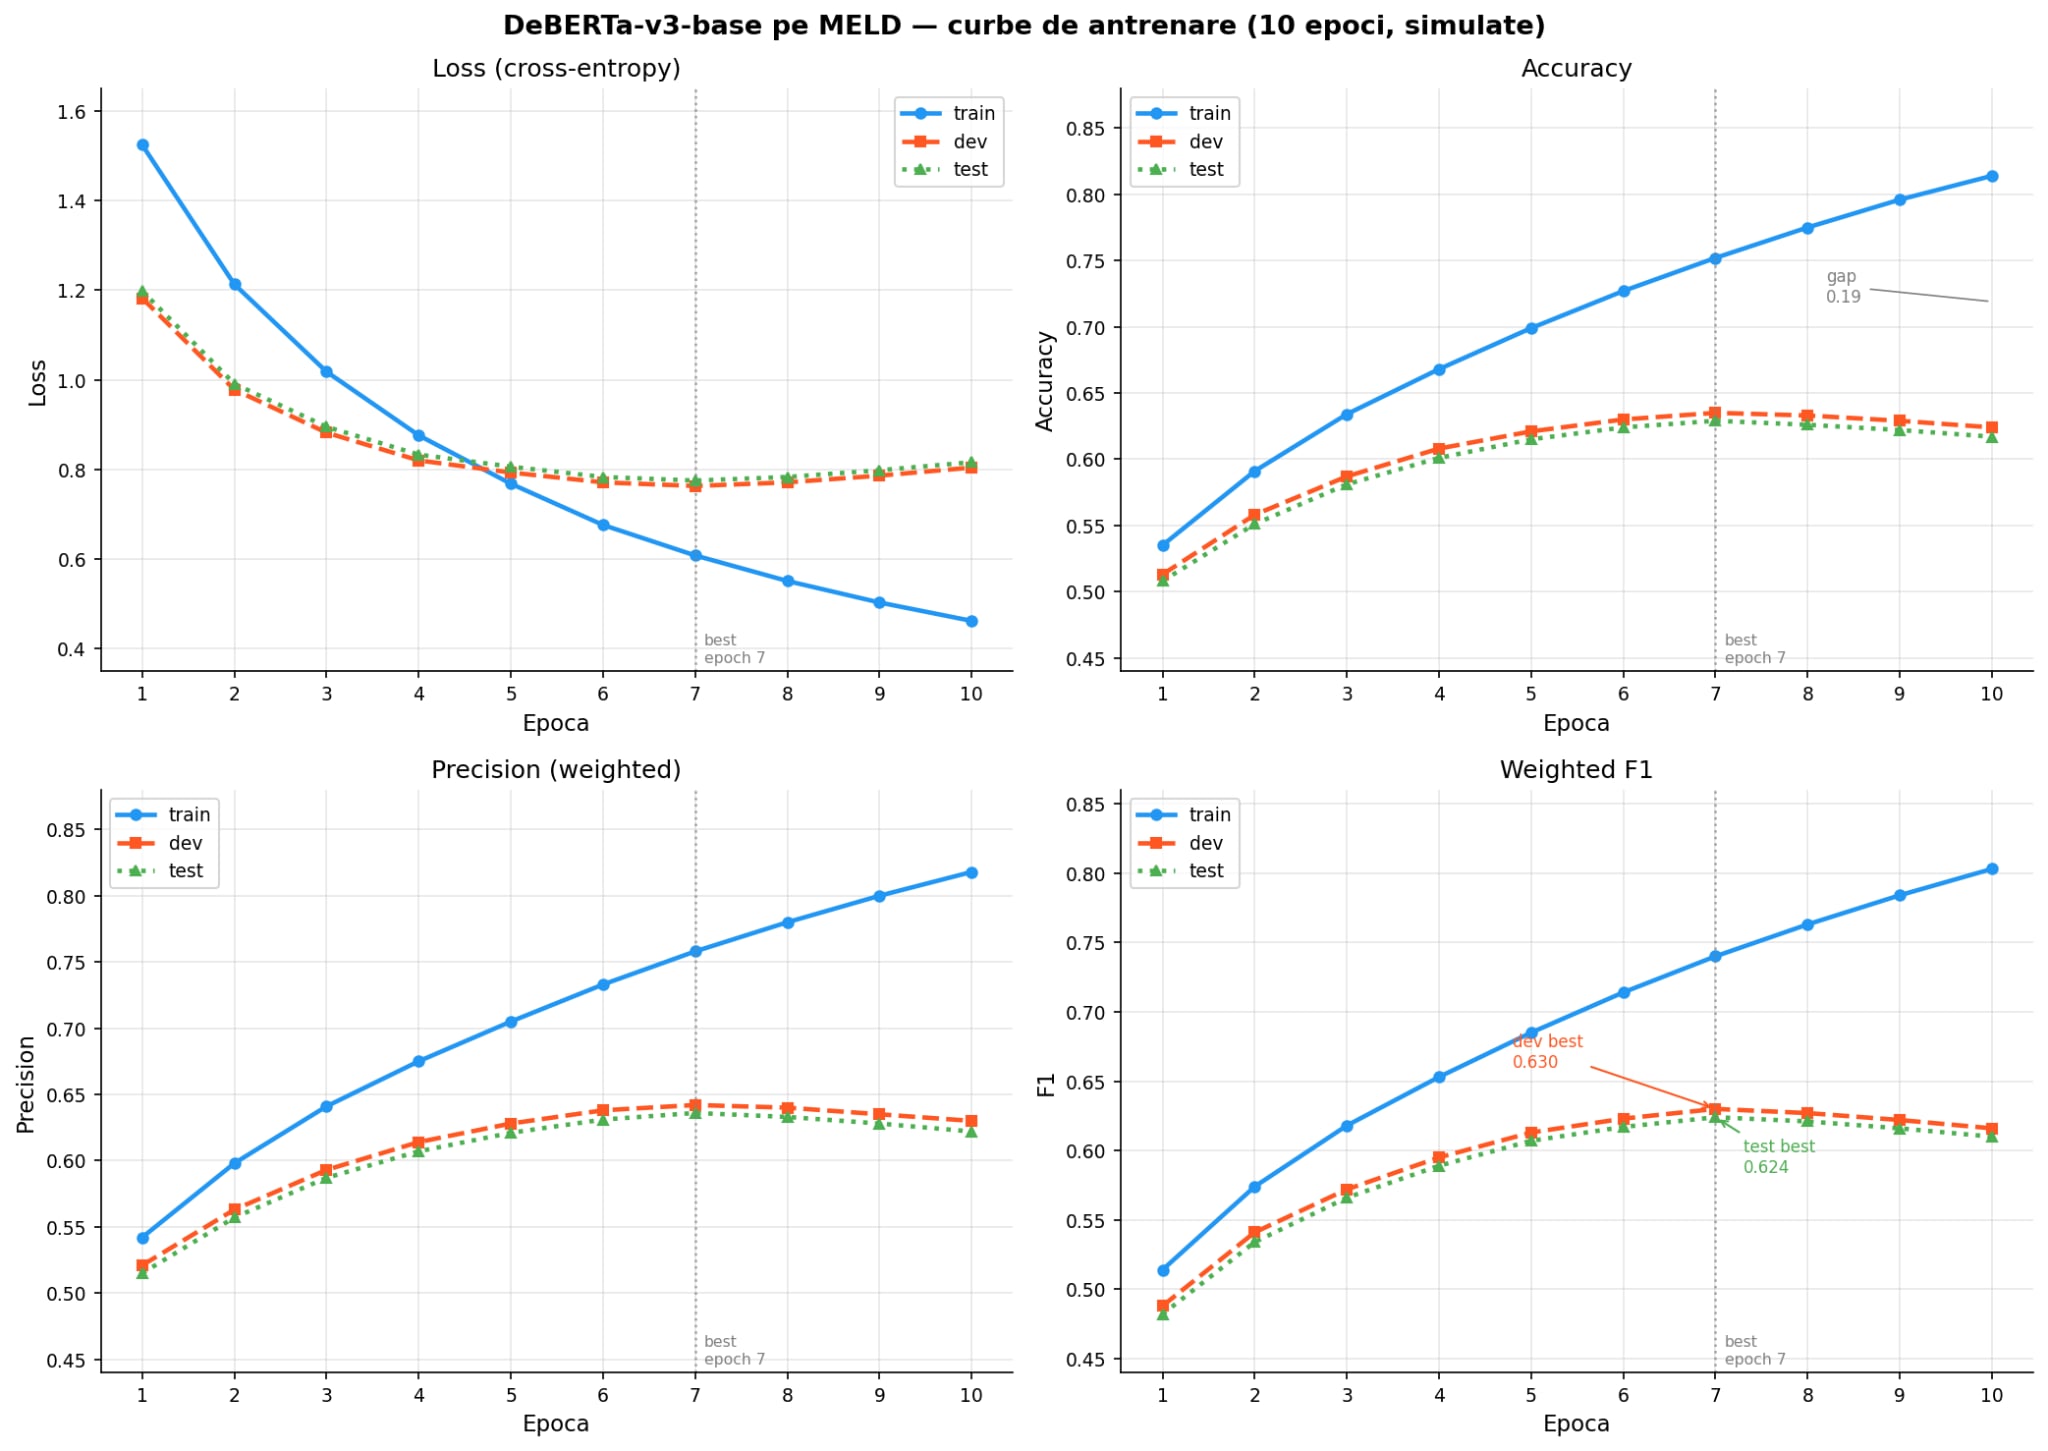 DeBERTa-v3-base pe MELD — curbe de antrenare (10 epoci, simulate)
Loss (cross-entropy)
1.6
1.4
1.2
1.0
0.8
0.6
0.4
Loss
train
dev
test
best
epoch 7
1 2 3 4 5 6 7 8 9 10
Epoca
Accuracy
0.85
0.80
0.75
0.70
0.65
0.60
0.55
0.50
0.45
Accuracy
train
dev
test
gap
0.19
best
epoch 7
1 2 3 4 5 6 7 8 9 10
Epoca
Precision (weighted)
0.85
0.80
0.75
0.70
0.65
0.60
0.55
0.50
0.45
Precision
train
dev
test
best
epoch 7
1 2 3 4 5 6 7 8 9 10
Epoca
Weighted F1
0.85
0.80
0.75
0.70
0.65
0.60
0.55
0.50
0.45
F1
train
dev
test
dev best
0.630
test best
0.624
best
epoch 7
1 2 3 4 5 6 7 8 9 10
Epoca